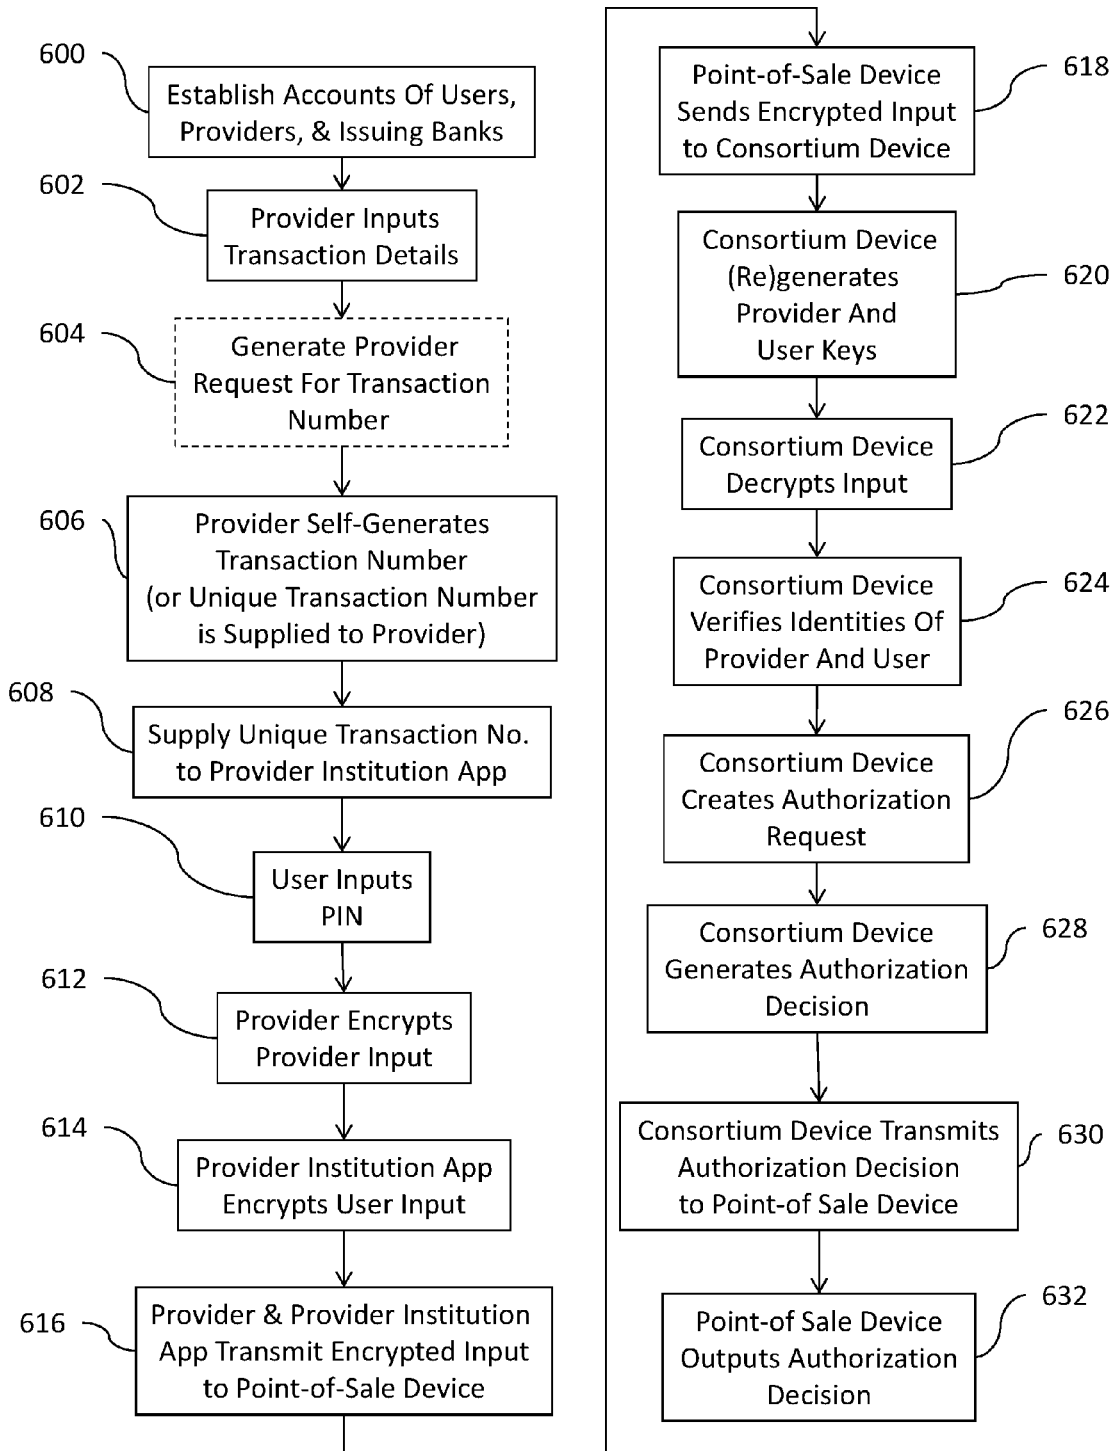 600
Establish Accounts Of Users,
Providers, & Issuing Banks
602
Provider Inputs
Transaction Details
604
Generate Provider
Request For Transaction
Number
606
Provider Self-Generates
Transaction Number
(or Unique Transaction Number
is Supplied to Provider)
608
Supply Unique Transaction No.
to Provider Institution App
610
User Inputs
PIN
612
Provider Encrypts
Provider Input
614
Provider Institution App
Encrypts User Input
616
Provider & Provider Institution
App Transmit Encrypted Input
to Point-of-Sale Device
618
Point-of-Sale Device
Sends Encrypted Input
to Consortium Device
620
Consortium Device
(Re)generates
Provider And
User Keys
622
Consortium Device
Decrypts Input
624
Consortium Device
Verifies Identities Of
Provider And User
626
Consortium Device
Creates Authorization
Request
628
Consortium Device
Generates Authorization
Decision
630
Consortium Device Transmits
Authorization Decision
to Point-of Sale Device
632
Point-of Sale Device
Outputs Authorization
Decision